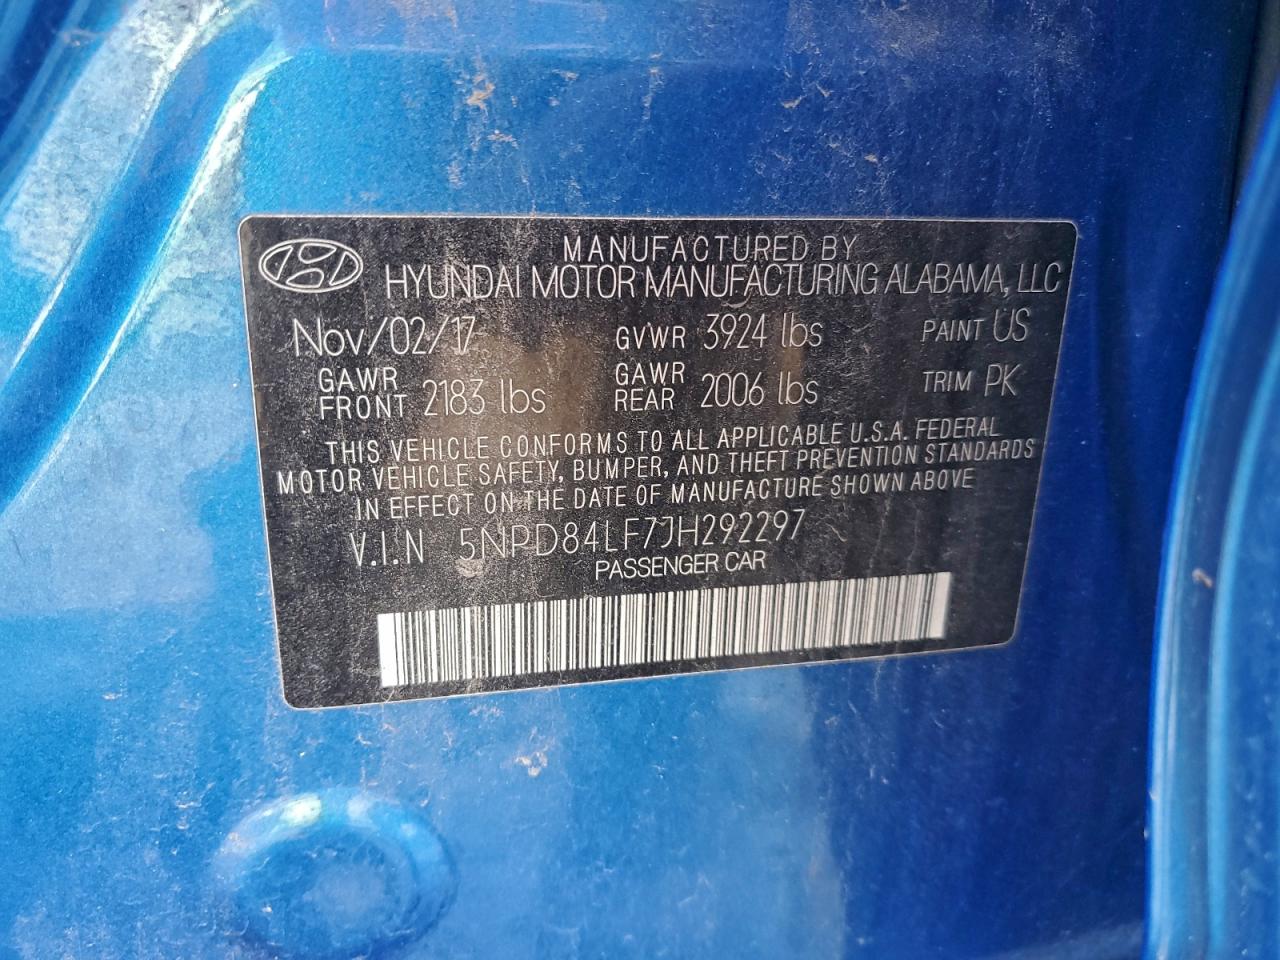 MANUFACTURED BY
HYUNDAI MOTOR MANUFACTURING ALABAMA, LLC
Nov/02/17 GVWR 3924 lbs PAINT US
GAWR FRONT 2183 lbs GAWR REAR 2006 lbs TRIM PK
THIS VEHICLE CONFORMS TO ALL APPLICABLE U.S.A. FEDERAL
MOTOR VEHICLE SAFETY, BUMPER, AND THEFT PREVENTION STANDARDS
IN EFFECT ON THE DATE OF MANUFACTURE SHOWN ABOVE
V.I.N 5NPD84LF7JH292297
PASSENGER CAR